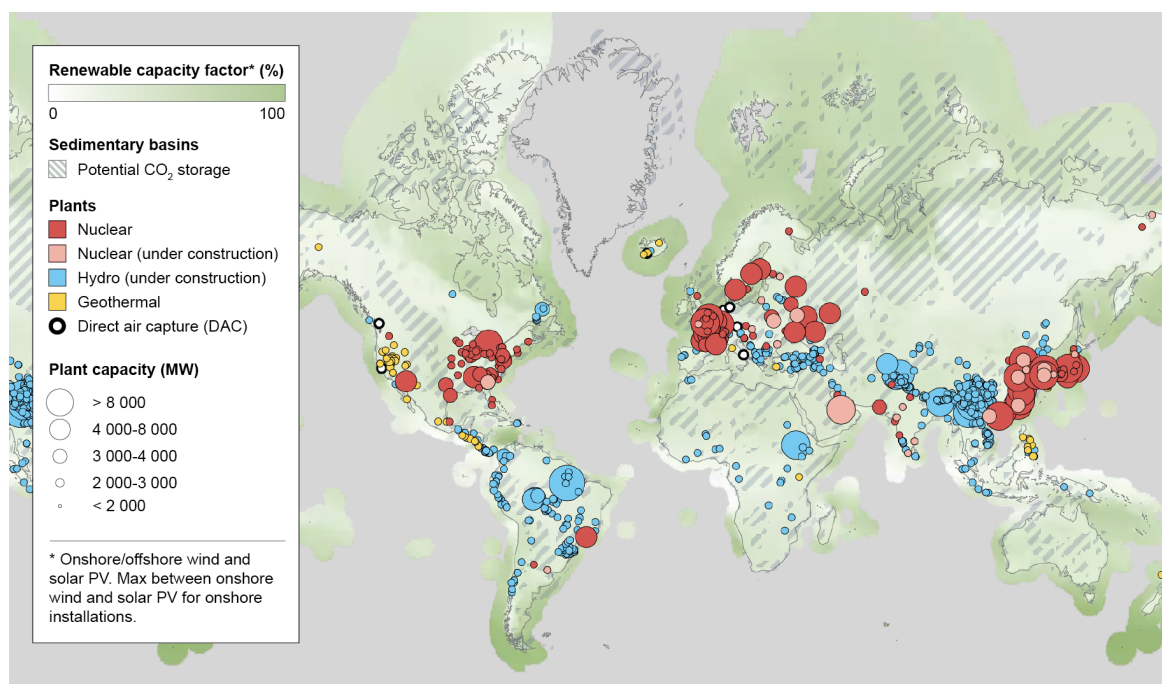 Renewable capacity factor* (%)
0 100
Sedimentary basins
Potential CO2 storage
Plants
Nuclear
Nuclear (under construction)
Hydro (under construction)
Geothermal
Direct air capture (DAC)
Plant capacity (MW)
> 8 000
4 000-8 000
3 000-4 000
2 000-3 000
< 2 000
* Onshore/offshore wind and
solar PV. Max between onshore
wind and solar PV for onshore
installations.